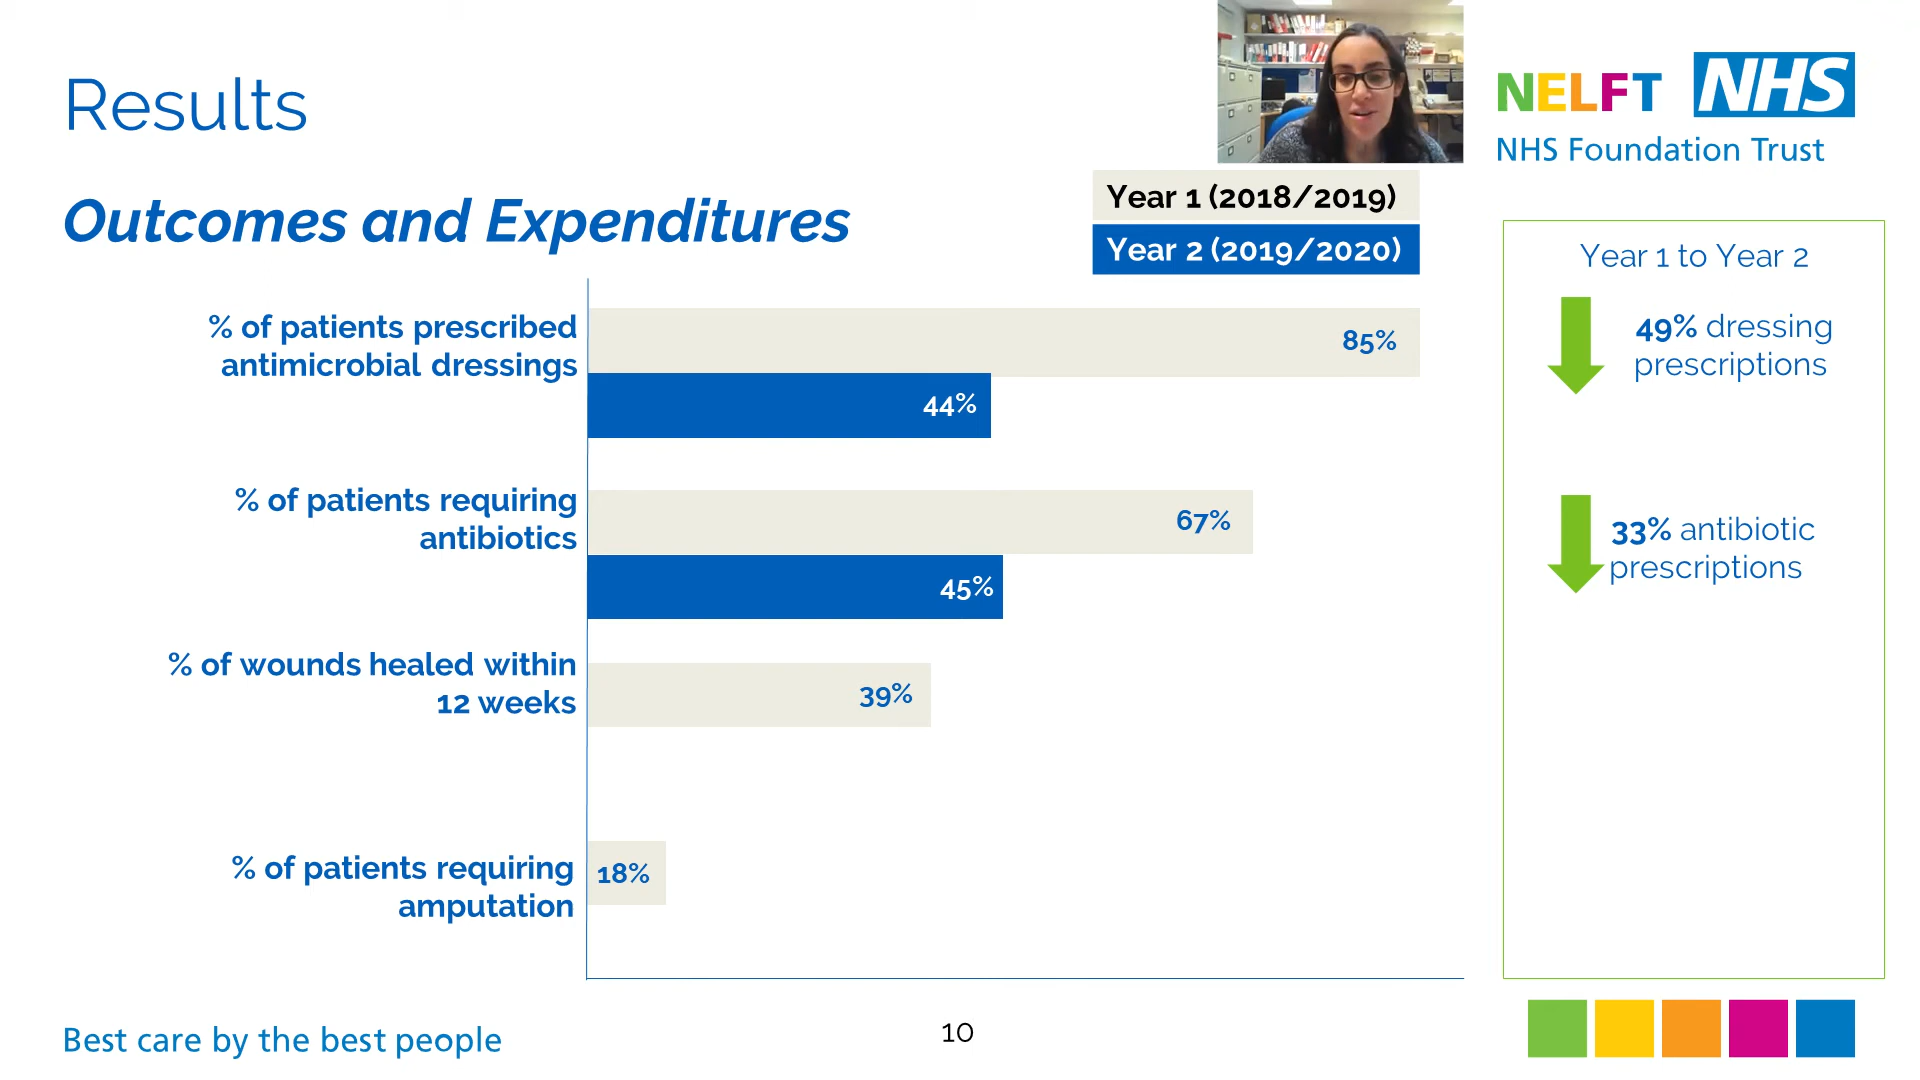 Results
NELFT NHS
NHS Foundation Trust
Outcomes and Expenditures
Year 1 (2018/2019)
Year 2 (2019/2020)
% of patients prescribed
antimicrobial dressings
85%
44%
% of patients requiring
antibiotics
67%
45%
% of wounds healed within
12 weeks
39%
% of patients requiring
amputation
18%
Year 1 to Year 2
49% dressing
prescriptions
33% antibiotic
prescriptions
Best care by the best people
10